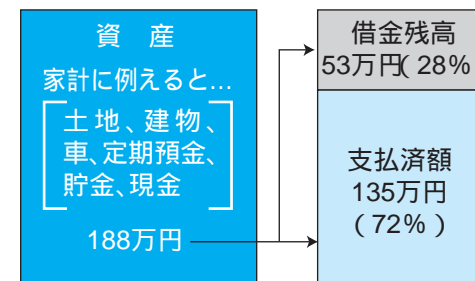 資 産
家計に例えると…
土地、建物、
車、定期預金、
貯金、現金
188万円
借金残高
53万円( 28%
支払済額
135万円
( 72% )